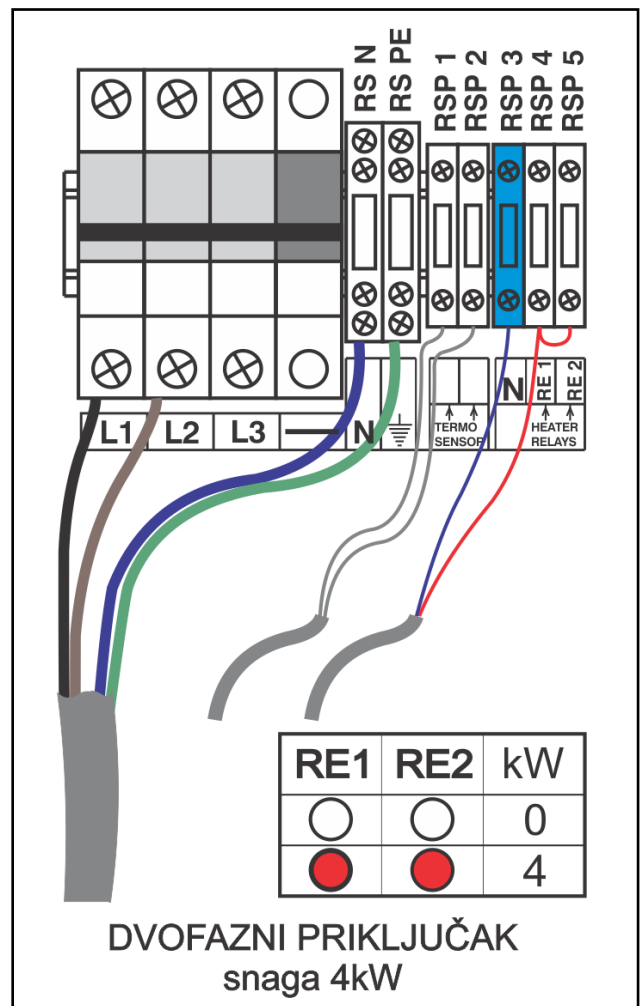 RS N
RS PE
RSP 1
RSP 2
RSP 3
RSP 4
RSP 5
L1 L2 L3 N
TERMO
SENSOR
N
RE 1
RE 2
HEATER
RELAYS
RE1 RE2 kW
0
4
DVOFAZNI PRIKLJUČAK
snaga 4kW